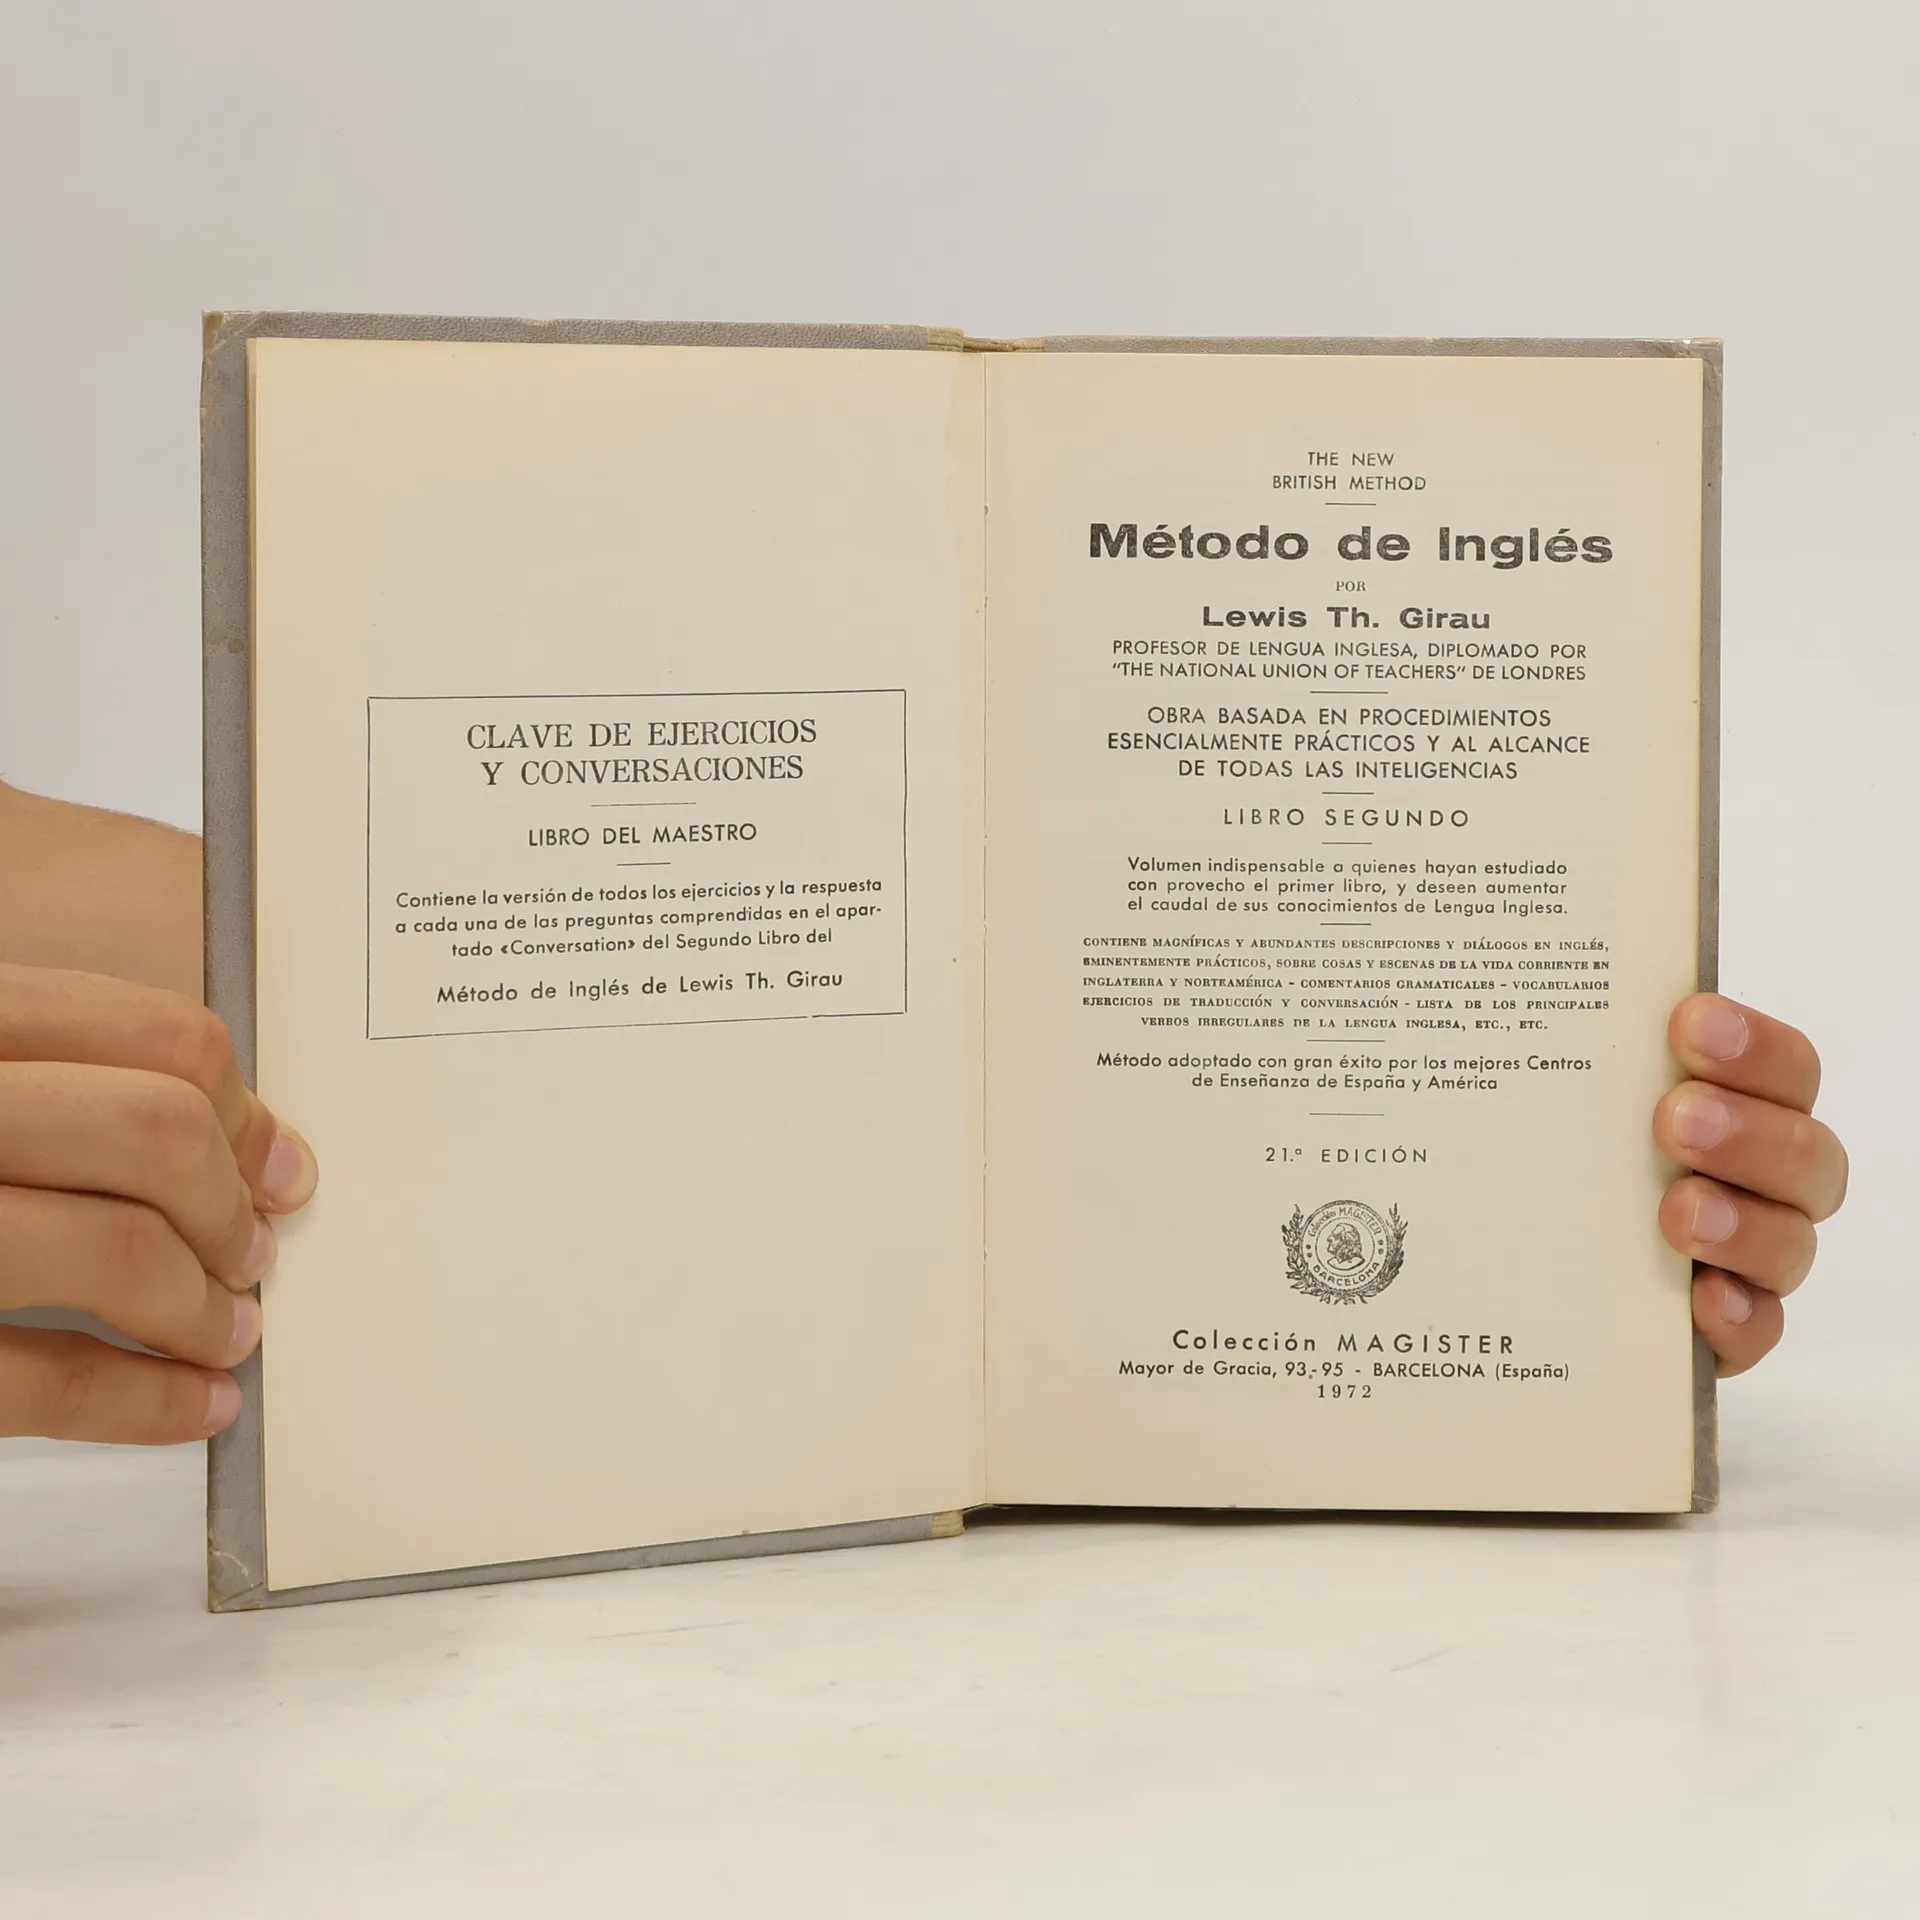 CLAVE DE EJERCICIOS
Y CONVERSACIONES
LIBRO DEL MAESTRO
Contiene la versión de todos los ejercicios y la respuesta
a cada una de las preguntas comprendidas en el apar-
tado «Conversation» del Segundo Libro del
Método de Inglés de Lewis Th. Girau
THE NEW
BRITISH METHOD
Método de Inglés
POR
Lewis Th. Girau
PROFESOR DE LENGUA INGLESA, DIPLOMADO POR
"THE NATIONAL UNION OF TEACHERS" DE LONDRES
OBRA BASADA EN PROCEDIMIENTOS
ESENCIALMENTE PRÁCTICOS Y AL ALCANCE
DE TODAS LAS INTELIGENCIAS
LIBRO SEGUNDO
Volumen indispensable a quienes hayan estudiado
con provecho el primer libro, y deseen aumentar
el caudal de sus conocimientos de Lengua Inglesa.
CONTIENE MAGNÍFICAS Y ABUNDANTES DESCRIPCIONES Y DIÁLOGOS EN INGLÉS,
EMINENTEMENTE PRÁCTICOS, SOBRE COSAS Y ESCENAS DE LA VIDA CORRIENTE EN
INGLATERRA Y NORTEAMÉRICA - COMENTARIOS GRAMATICALES - VOCABULARIOS
EJERCICIOS DE TRADUCCIÓN Y CONVERSACIÓN - LISTA DE LOS PRINCIPALES
VERBOS IRREGULARES DE LA LENGUA INGLESA, ETC., ETC.
Método adoptado con gran éxito por los mejores Centros
de Enseñanza de España y América
21.ª EDICIÓN
Colección MAGISTER
BARCELONA
Colección MAGISTER
Mayor de Gracia, 93.-95 - BARCELONA (España)
1972